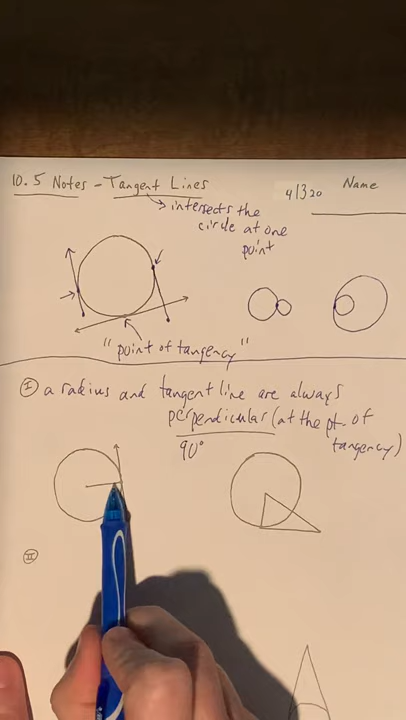 10.5 Notes - Tangent Lines
4/3 20
Name
intersects the
circle at one
point
"point of tangency"
I a radius and tangent line are always
perpendicular (at the pt. of
90° tangency)
II